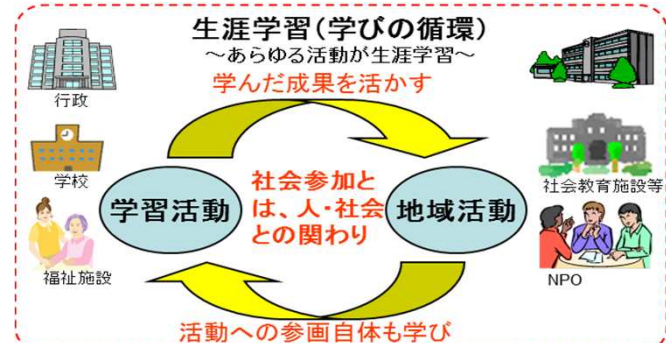 生涯学習(学びの循環)
~あらゆる活動が生涯学習~
学んだ成果を活かす
行政
学校
福祉施設
学習活動
社会参加と
は、人・社会
との関わり
地域活動
社会教育施設等
NPO
活動への参画自体も学び